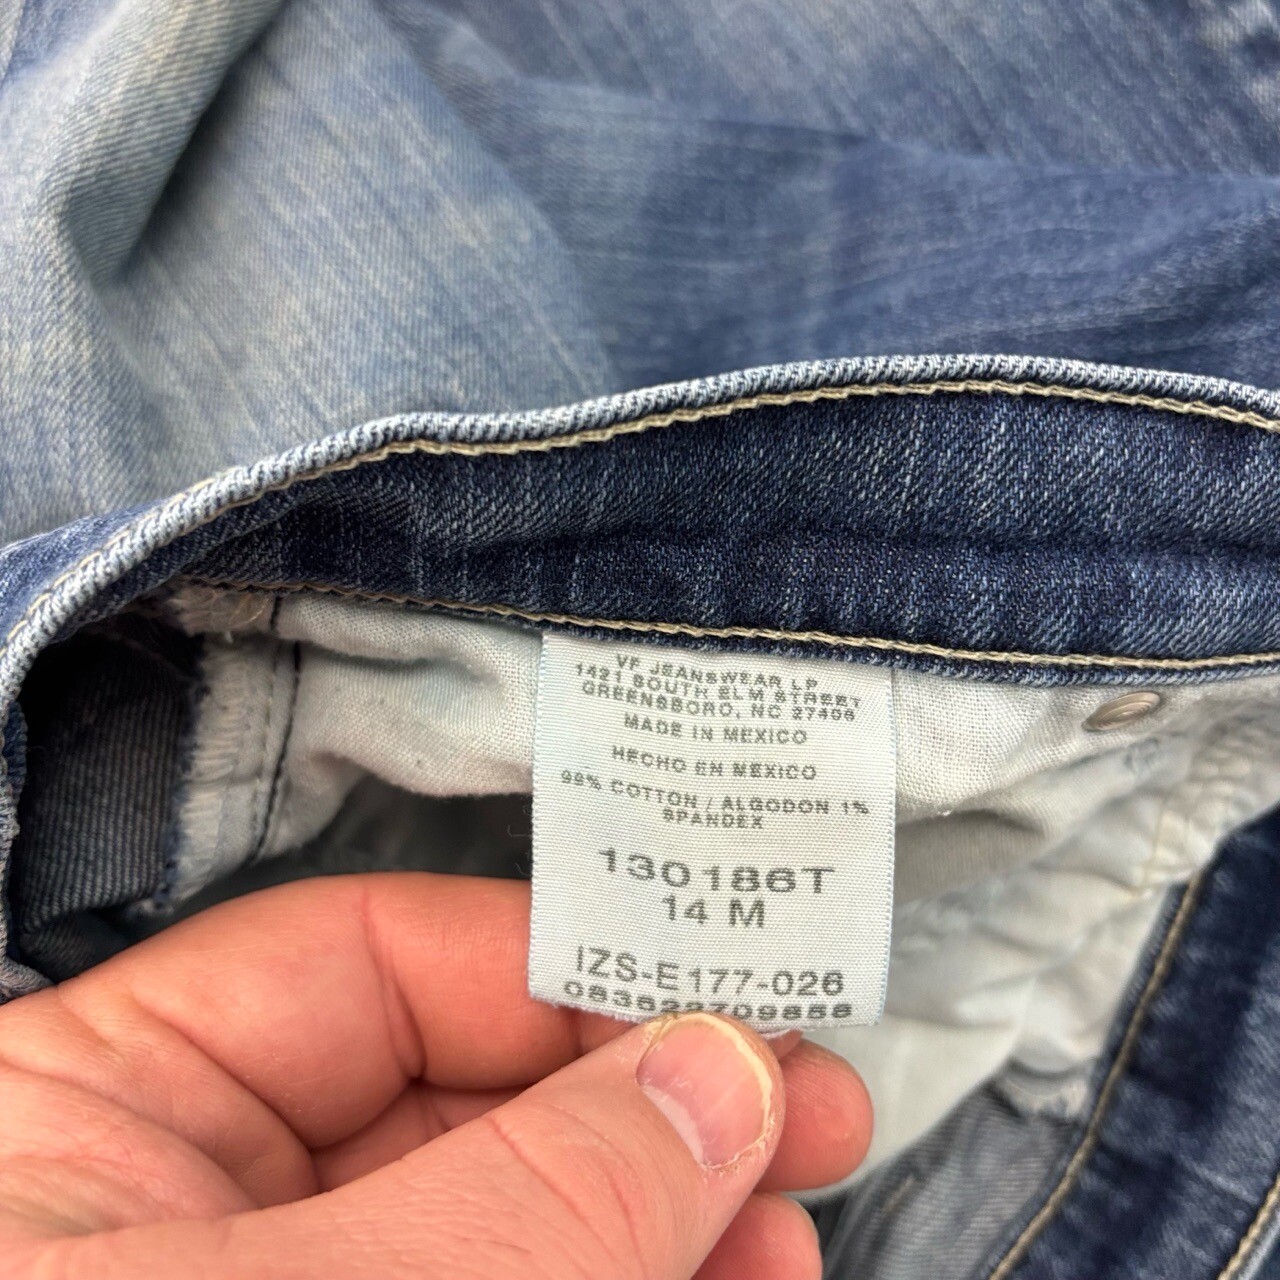 VF JEANSWEAR LP
1421 SOUTH ELM STREET
GREENSBORO, NC 27406
MADE IN MEXICO
HECHO EN MEXICO
99% COTTON / ALGODON 1%
SPANDEX
130186T
14 M
IZS-E177-026